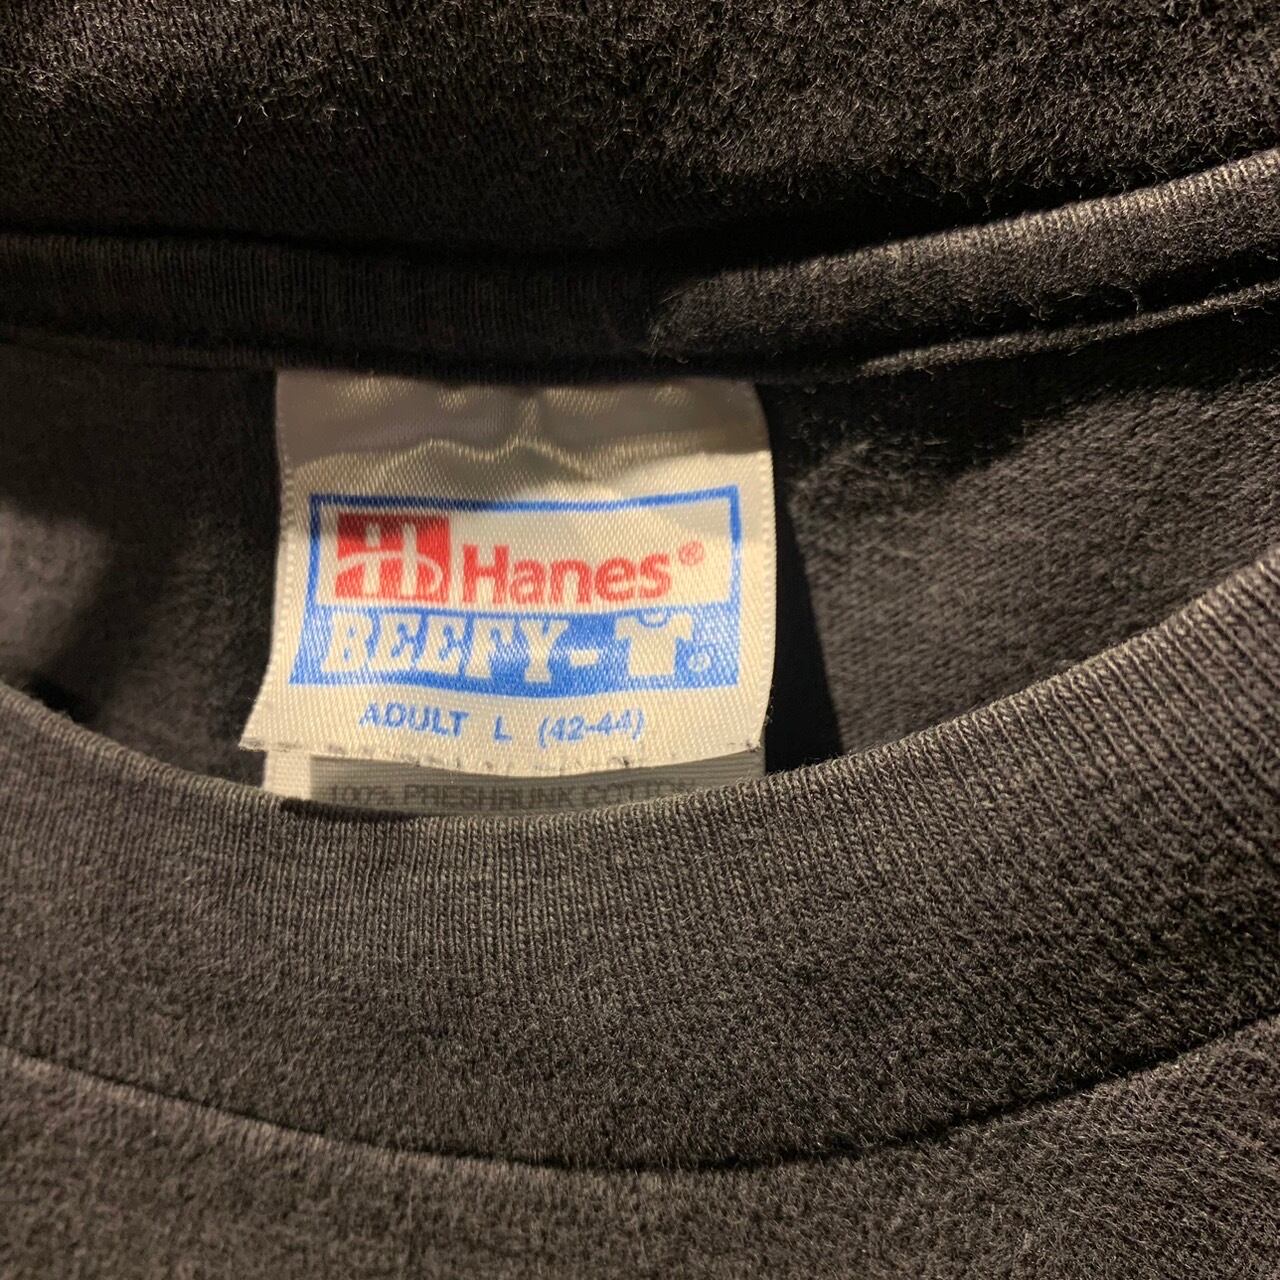 Hanes®
BEEFY-T®
ADULT L (42-44)
100% PRESHRUNK COTTON